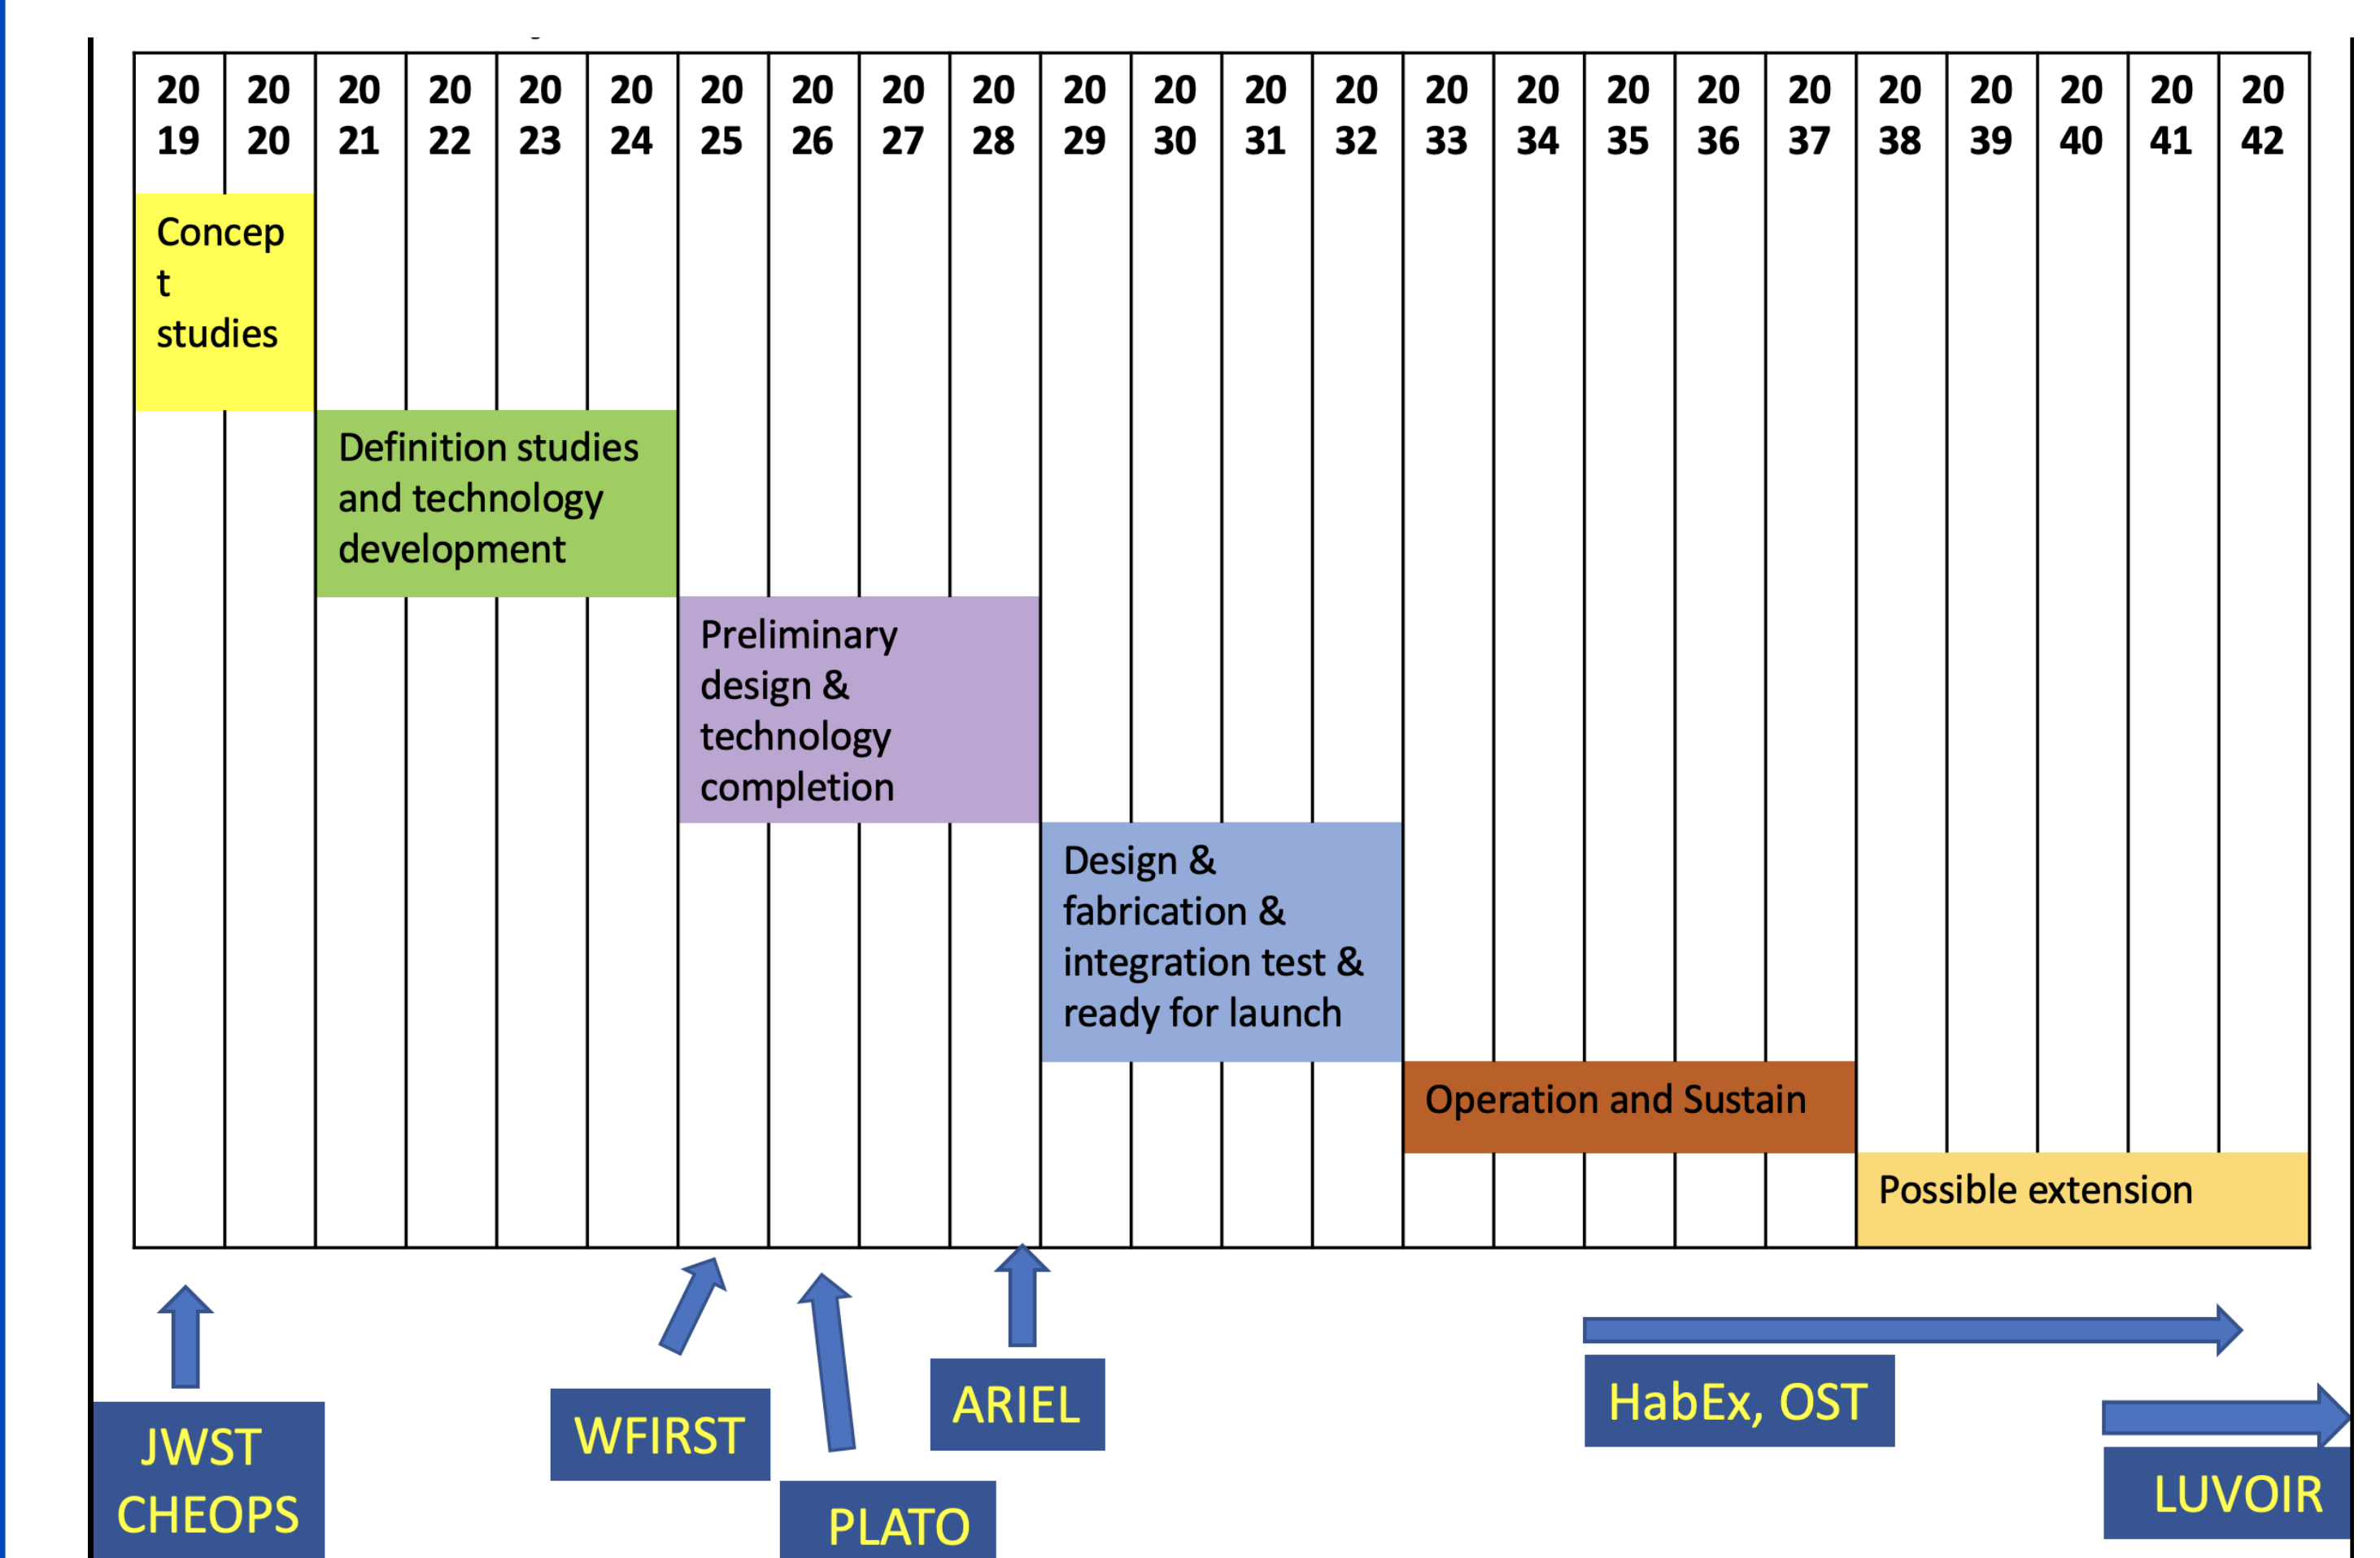 20 20 20 20 20 20 20 20 20 20 20 20 20 20 20 20 20 20 20 20 20 20 20 20
19 20 21 22 23 24 25 26 27 28 29 30 31 32 33 34 35 36 37 38 39 40 41 42
Concep
t
studies
Definition studies
and technology
development
Preliminary
design &
technology
completion
Design &
fabrication &
integration test &
ready for launch
Operation and Sustain
Possible extension
JWST
CHEOPS
WFIRST
PLATO
ARIEL
HabEx, OST
LUVOIR